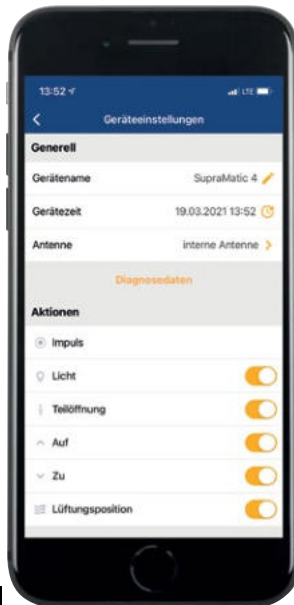 13:52 LTE
Geräteeinstellungen
Generell
Gerätename SupraMatic 4
Gerätezeit 19.03.2021 13:52
Antenne interne Antenne
Diagnosedaten
Aktionen
Impuls
Licht
Teilöffnung
Auf
Zu
Lüftungsposition